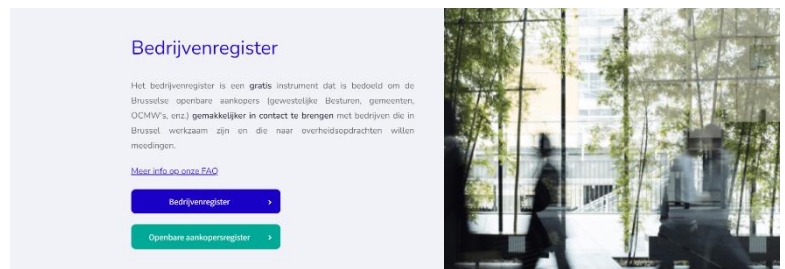 Bedrijvenregister
Het bedrijvenregister is een gratis instrument dat is bedoeld om de
Brusselse openbare aankopers (gewestelijke Besturen, gemeenten,
OCMW's, enz.) gemakkelijker in contact te brengen met bedrijven die in
Brussel werkzaam zijn en die naar overheidsopdrachten willen
meedingen.
Meer info op onze FAQ
Bedrijvenregister ›
Openbare aankopersregister ›